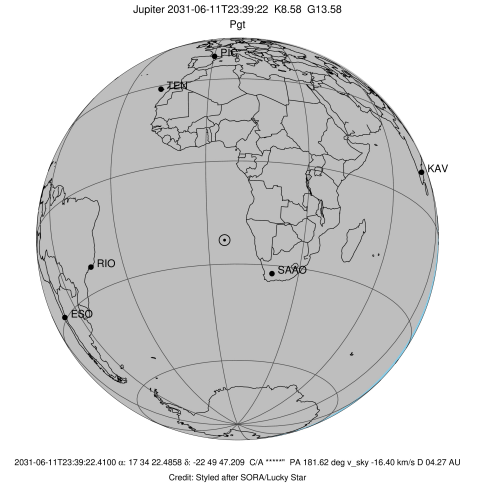 Jupiter 2031-06-11T23:39:22  K8.58  G13.58
Pgt
PIC
TEN
KAV
RIO
SAAO
ESO
2031-06-11T23:39:22.4100 α: 17 34 22.4858 δ: -22 49 47.209  C/A *****"  PA 181.62 deg v_sky -16.40 km/s D 04.27 AU
Credit: Styled after SORA/Lucky Star